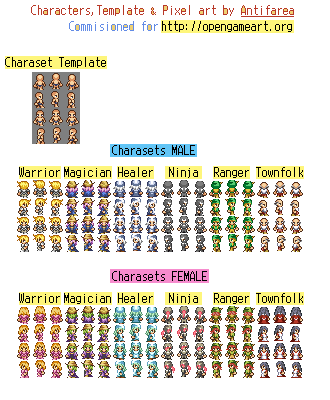 Characters,Template & Pixel art by Antifarea
Commisioned for http://opengameart.org
Charaset Template
Charasets MALE
Warrior Magician Healer Ninja Ranger Townfolk
Charasets FEMALE
Warrior Magician Healer Ninja Ranger Townfolk